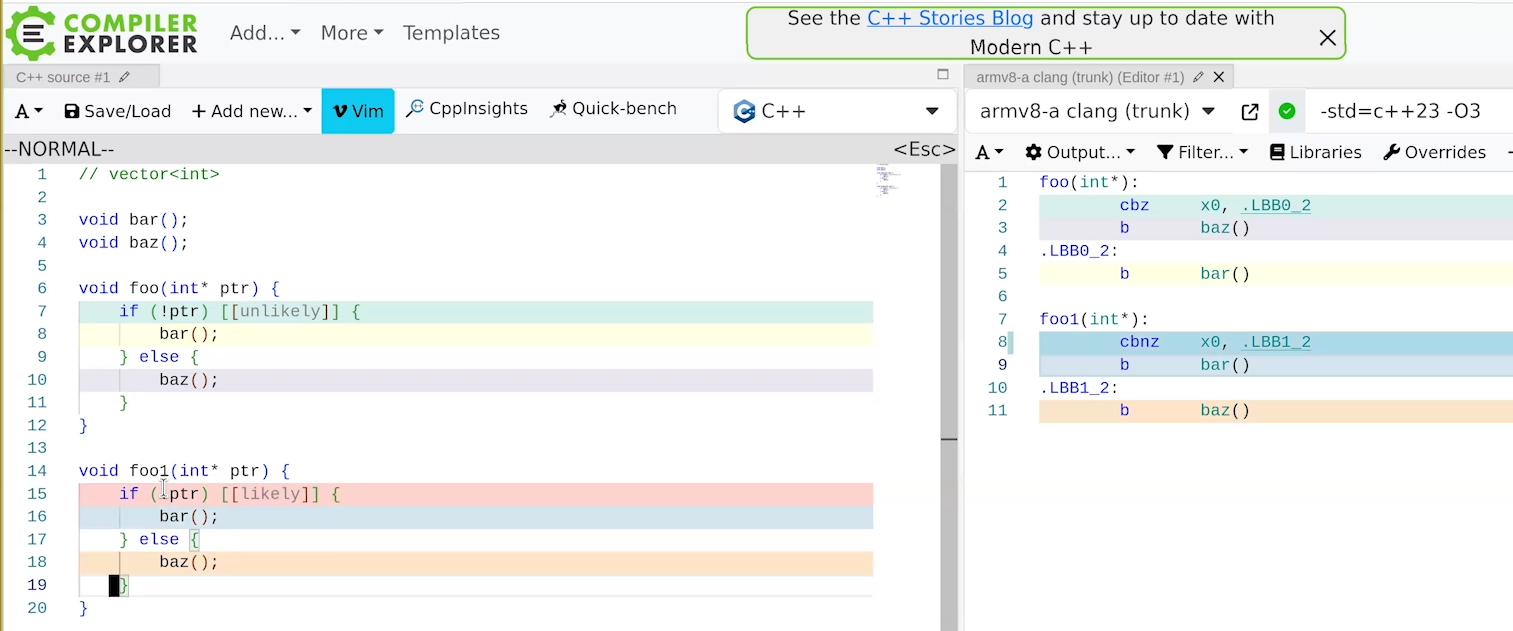 COMPILER
EXPLORER
Add... More Templates
See the C++ Stories Blog and stay up to date with
Modern C++
C++ source #1
A Save/Load + Add new... Vim CppInsights Quick-bench C++
--NORMAL-- <Esc>
1 // vector<int>
2
3 void bar();
4 void baz();
5
6 void foo(int* ptr) {
7 if (!ptr) [[unlikely]] {
8 bar();
9 } else {
10 baz();
11 }
12 }
13
14 void foo1(int* ptr) {
15 if (!ptr) [[likely]] {
16 bar();
17 } else {
18 baz();
19 }
20 }
armv8-a clang (trunk) (Editor #1)
armv8-a clang (trunk) -std=c++23 -O3
A Output... Filter... Libraries Overrides
1 foo(int*):
2 cbz x0, .LBB0_2
3 b baz()
4 .LBB0_2:
5 b bar()
6
7 foo1(int*):
8 cbnz x0, .LBB1_2
9 b bar()
10 .LBB1_2:
11 b baz()